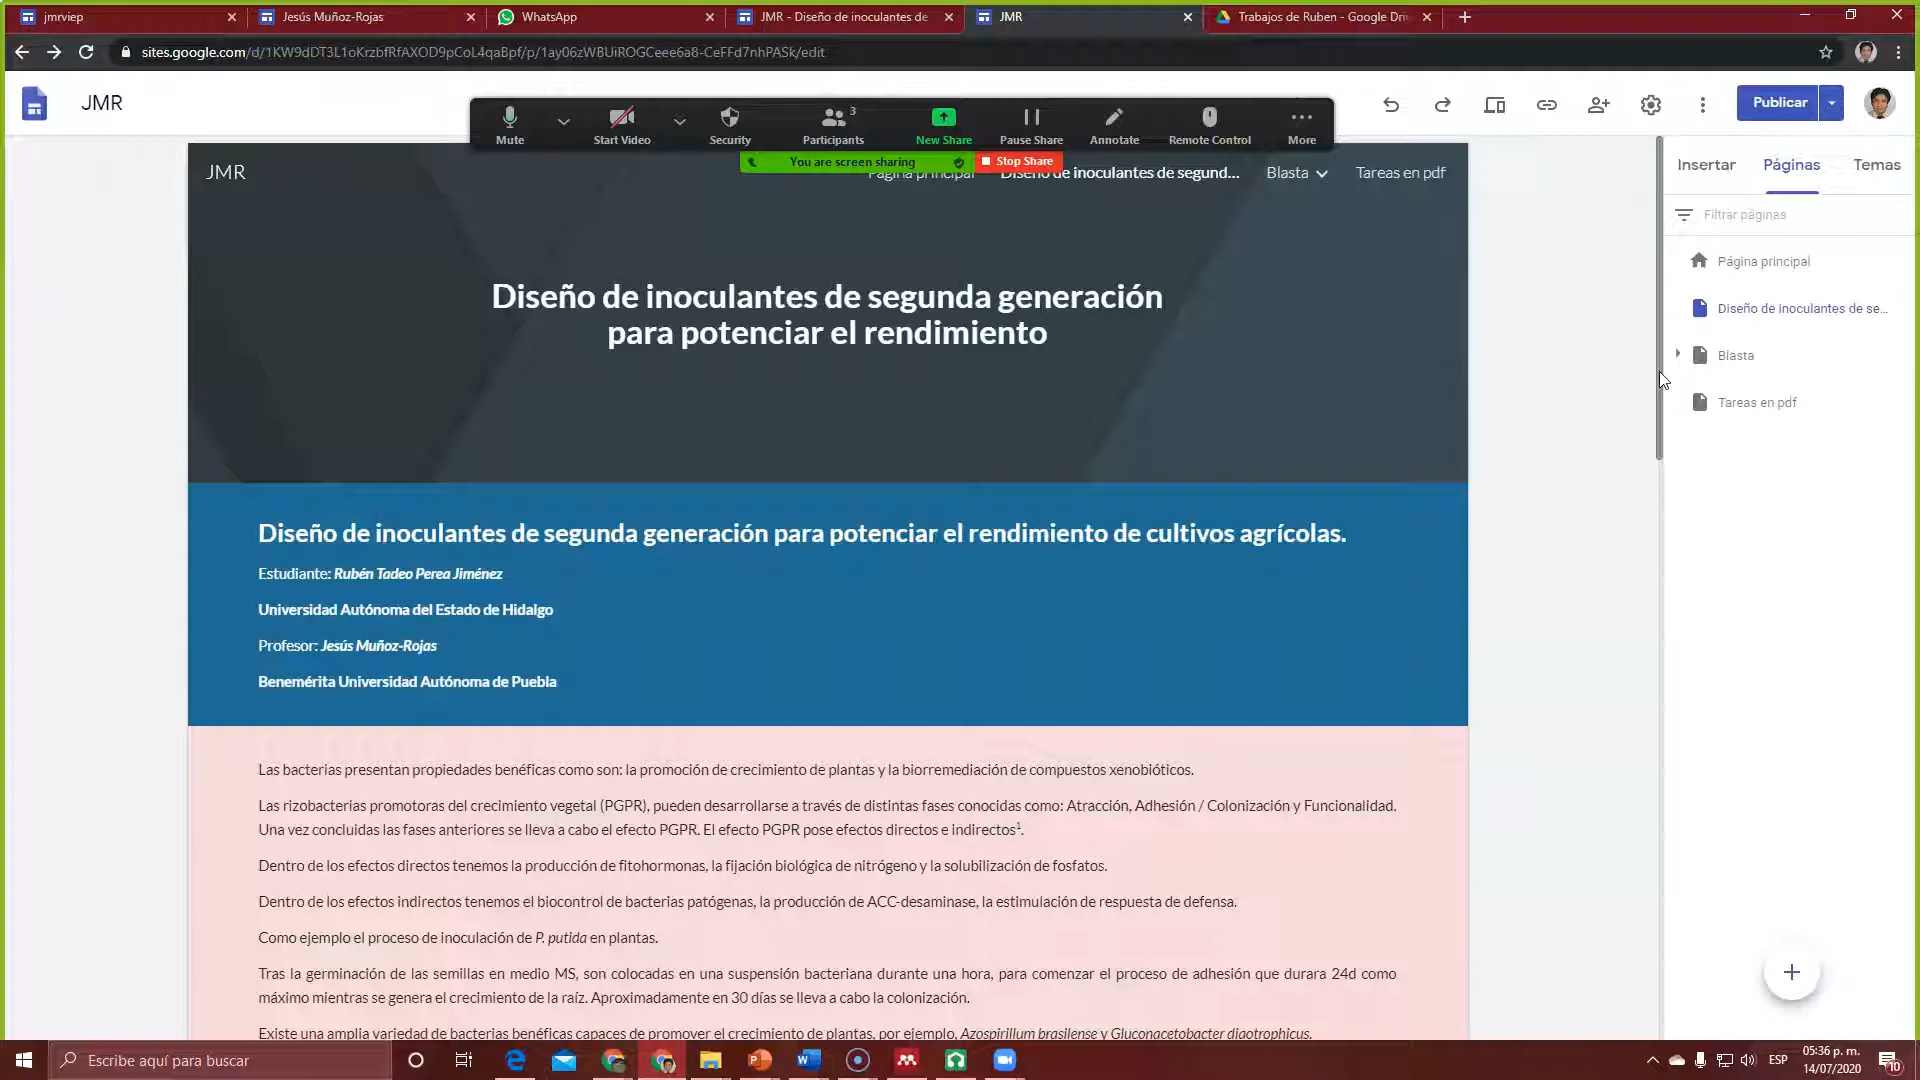 jmrviep
Jesús Muñoz-Rojas
WhatsApp
JMR - Diseño de inoculantes de
JMR
Trabajos de Ruben - Google Dri
sites.google.com/d/1KW9dDT3L1oKrzbfRfAXOD9pCoL4qaBpf/p/1ay06zWBUiROGCeee6a8-CeFFd7nhPASk/edit
JMR
Mute
Start Video
Security
3
Participants
New Share
Pause Share
Annotate
Remote Control
More
Publicar
You are screen sharing
Stop Share
JMR
Página principal
Diseño de inoculantes de segund...
Blasta
Tareas en pdf
Insertar
Páginas
Temas
Filtrar páginas
Página principal
Diseño de inoculantes de se...
Blasta
Tareas en pdf
Diseño de inoculantes de segunda generación
para potenciar el rendimiento
Diseño de inoculantes de segunda generación para potenciar el rendimiento de cultivos agrícolas.
Estudiante: Rubén Tadeo Perea Jiménez
Universidad Autónoma del Estado de Hidalgo
Profesor: Jesús Muñoz-Rojas
Benemérita Universidad Autónoma de Puebla
Las bacterias presentan propiedades benéficas como son: la promoción de crecimiento de plantas y la biorremediación de compuestos xenobióticos.
Las rizobacterias promotoras del crecimiento vegetal (PGPR), pueden desarrollarse a través de distintas fases conocidas como: Atracción, Adhesión / Colonización y Funcionalidad.
Una vez concluidas las fases anteriores se lleva a cabo el efecto PGPR. El efecto PGPR pose efectos directos e indirectos¹.
Dentro de los efectos directos tenemos la producción de fitohormonas, la fijación biológica de nitrógeno y la solubilización de fosfatos.
Dentro de los efectos indirectos tenemos el biocontrol de bacterias patógenas, la producción de ACC-desaminase, la estimulación de respuesta de defensa.
Como ejemplo el proceso de inoculación de P. putida en plantas.
Tras la germinación de las semillas en medio MS, son colocadas en una suspensión bacteriana durante una hora, para comenzar el proceso de adhesión que durara 24d como
máximo mientras se genera el crecimiento de la raíz. Aproximadamente en 30 días se lleva a cabo la colonización.
Existe una amplia variedad de bacterias benéficas capaces de promover el crecimiento de plantas, por ejemplo, Azospirillum brasilense y Gluconacetobacter diaotrophicus.
Escribe aquí para buscar
ESP
05:36 p. m.
14/07/2020
10